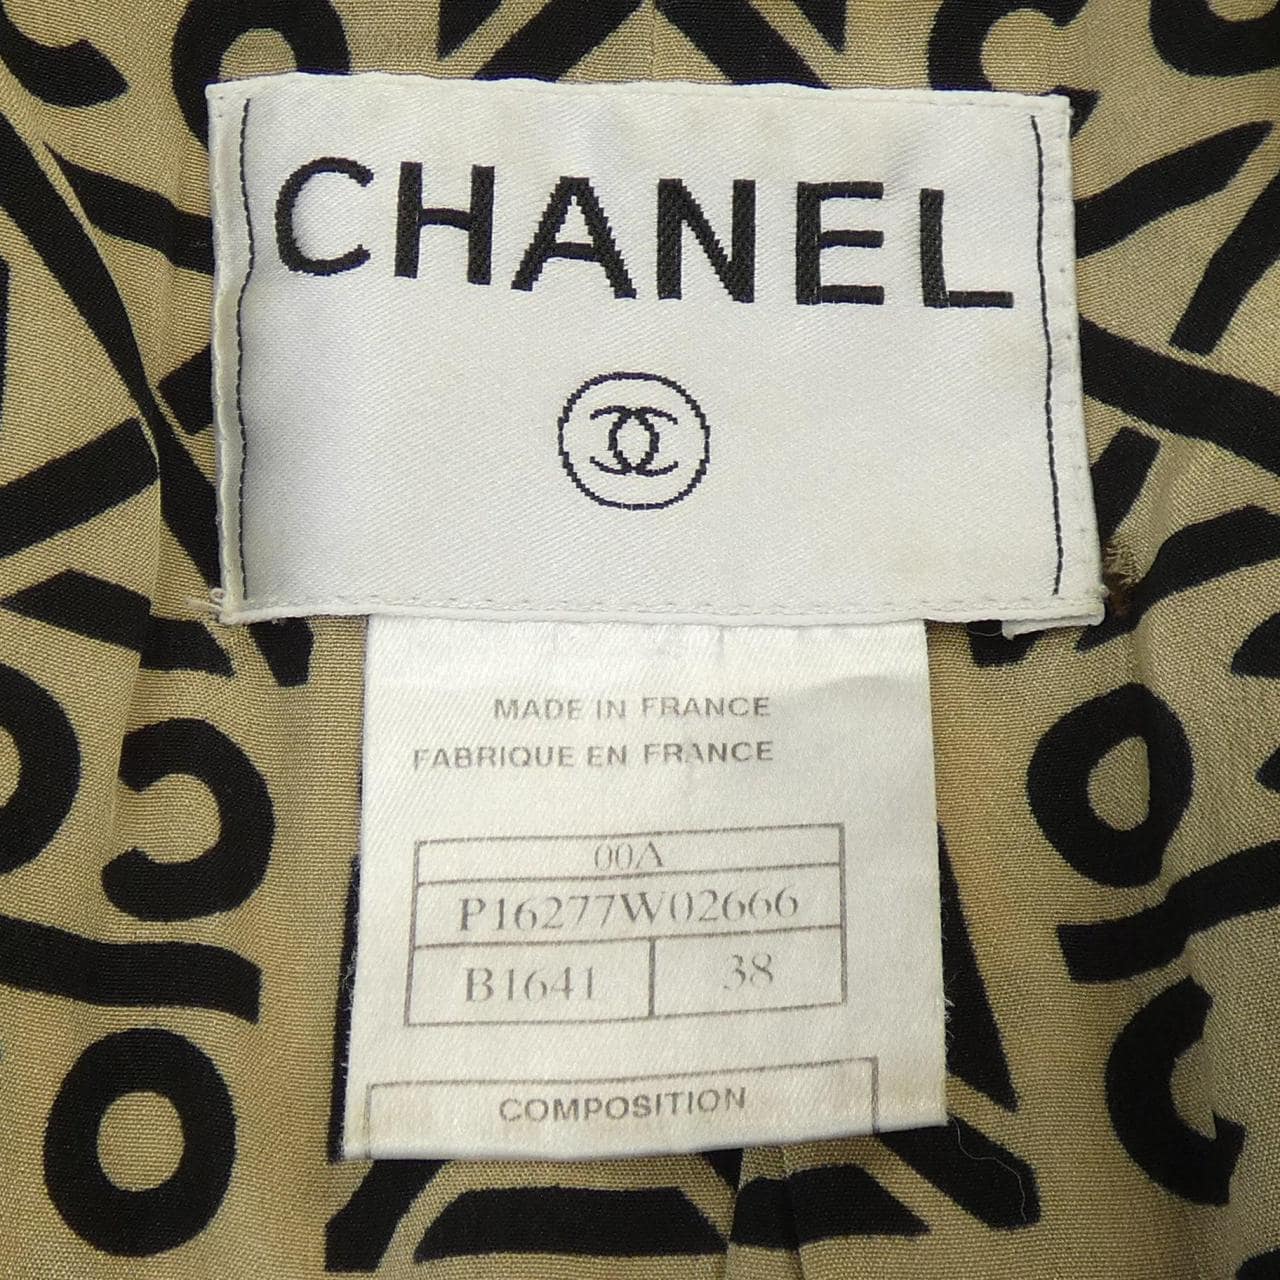 CHANEL
MADE IN FRANCE
FABRIQUE EN FRANCE
00A
P16277W02666
B1641 38
COMPOSITION